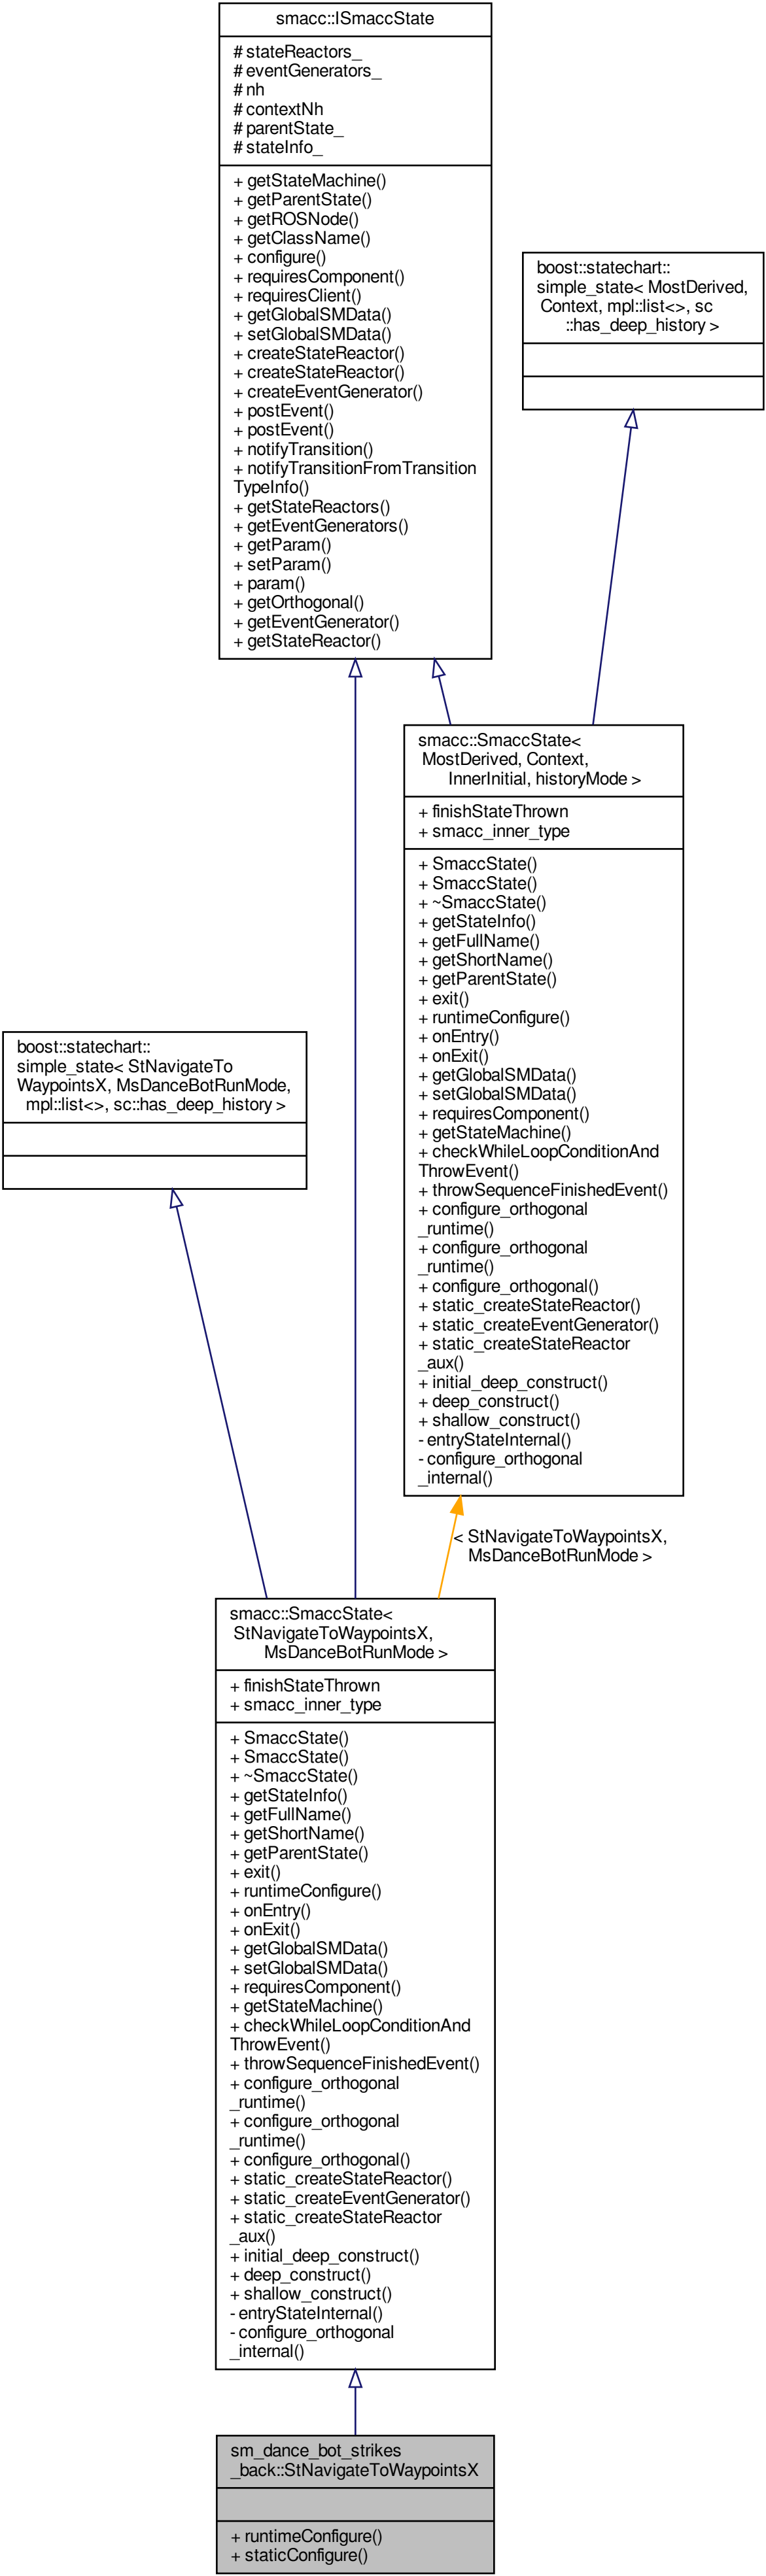 smacc::ISmaccState
# stateReactors_
# eventGenerators_
# nh
# contextNh
# parentState_
# stateInfo_
+ getStateMachine()
+ getParentState()
+ getROSNode()
+ getClassName()
+ configure()
+ requiresComponent()
+ requiresClient()
+ getGlobalSMData()
+ setGlobalSMData()
+ createStateReactor()
+ createStateReactor()
+ createEventGenerator()
+ postEvent()
+ postEvent()
+ notifyTransition()
+ notifyTransitionFromTransition
TypeInfo()
+ getStateReactors()
+ getEventGenerators()
+ getParam()
+ setParam()
+ param()
+ getOrthogonal()
+ getEventGenerator()
+ getStateReactor()
boost::statechart::
simple_state< MostDerived,
Context, mpl::list<>, sc
::has_deep_history >
smacc::SmaccState<
MostDerived, Context,
InnerInitial, historyMode >
+ finishStateThrown
+ smacc_inner_type
+ SmaccState()
+ SmaccState()
+ ~SmaccState()
+ getStateInfo()
+ getFullName()
+ getShortName()
+ getParentState()
+ exit()
+ runtimeConfigure()
+ onEntry()
+ onExit()
+ getGlobalSMData()
+ setGlobalSMData()
+ requiresComponent()
+ getStateMachine()
+ checkWhileLoopConditionAnd
ThrowEvent()
+ throwSequenceFinishedEvent()
+ configure_orthogonal
_runtime()
+ configure_orthogonal
_runtime()
+ configure_orthogonal()
+ static_createStateReactor()
+ static_createEventGenerator()
+ static_createStateReactor
_aux()
+ initial_deep_construct()
+ deep_construct()
+ shallow_construct()
- entryStateInternal()
- configure_orthogonal
_internal()
boost::statechart::
simple_state< StNavigateTo
WaypointsX, MsDanceBotRunMode,
mpl::list<>, sc::has_deep_history >
< StNavigateToWaypointsX,
MsDanceBotRunMode >
smacc::SmaccState<
StNavigateToWaypointsX,
MsDanceBotRunMode >
+ finishStateThrown
+ smacc_inner_type
+ SmaccState()
+ SmaccState()
+ ~SmaccState()
+ getStateInfo()
+ getFullName()
+ getShortName()
+ getParentState()
+ exit()
+ runtimeConfigure()
+ onEntry()
+ onExit()
+ getGlobalSMData()
+ setGlobalSMData()
+ requiresComponent()
+ getStateMachine()
+ checkWhileLoopConditionAnd
ThrowEvent()
+ throwSequenceFinishedEvent()
+ configure_orthogonal
_runtime()
+ configure_orthogonal
_runtime()
+ configure_orthogonal()
+ static_createStateReactor()
+ static_createEventGenerator()
+ static_createStateReactor
_aux()
+ initial_deep_construct()
+ deep_construct()
+ shallow_construct()
- entryStateInternal()
- configure_orthogonal
_internal()
sm_dance_bot_strikes
_back::StNavigateToWaypointsX
+ runtimeConfigure()
+ staticConfigure()